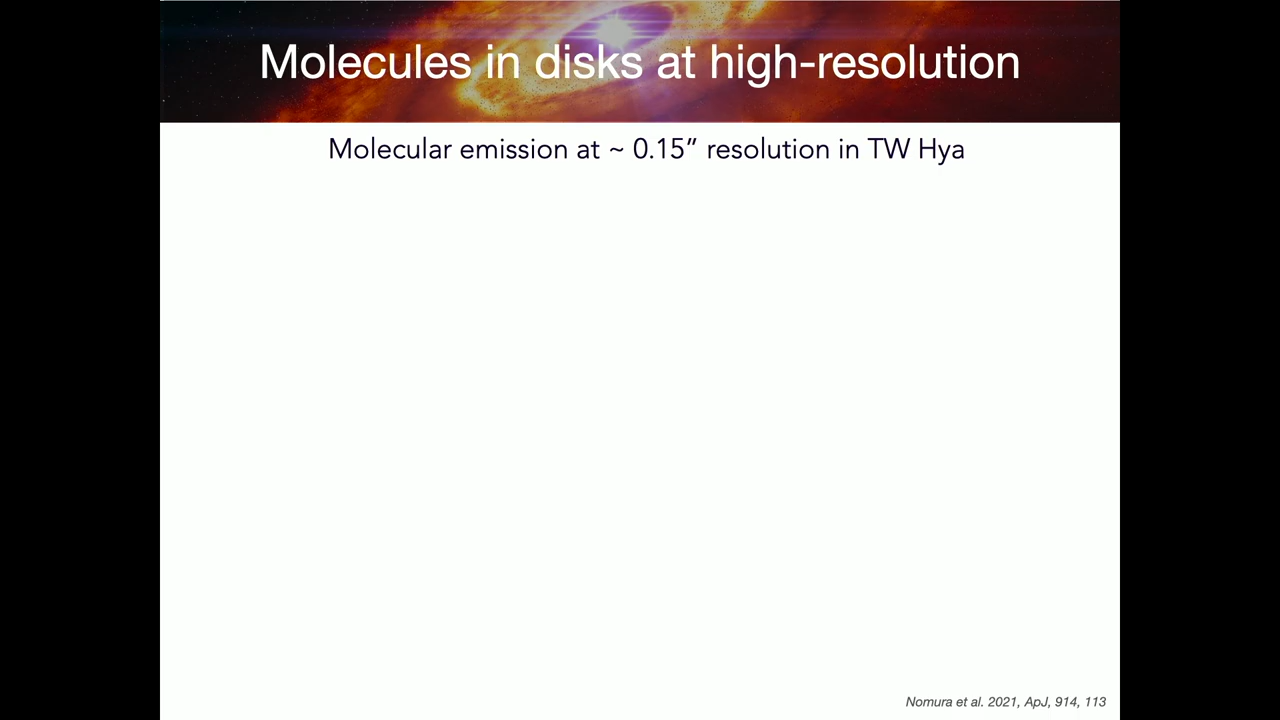 Molecules in disks at high-resolution
Molecular emission at ~ 0.15” resolution in TW Hya
Nomura et al. 2021, ApJ, 914, 113